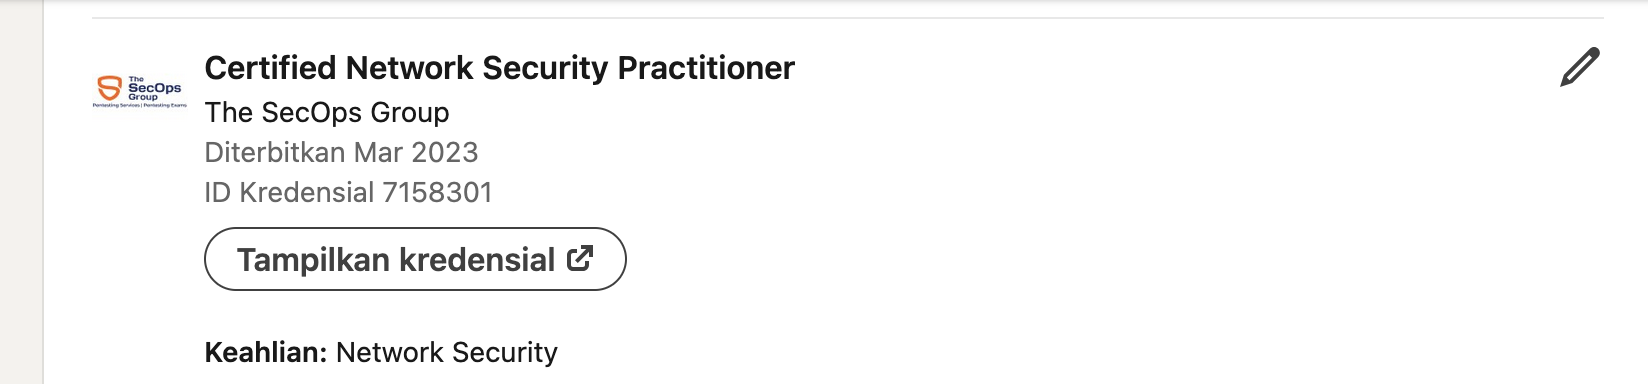 The
SecOps
Group
Pentesting Services | Pentesting Exams
Certified Network Security Practitioner
The SecOps Group
Diterbitkan Mar 2023
ID Kredensial 7158301
Tampilkan kredensial
Keahlian: Network Security